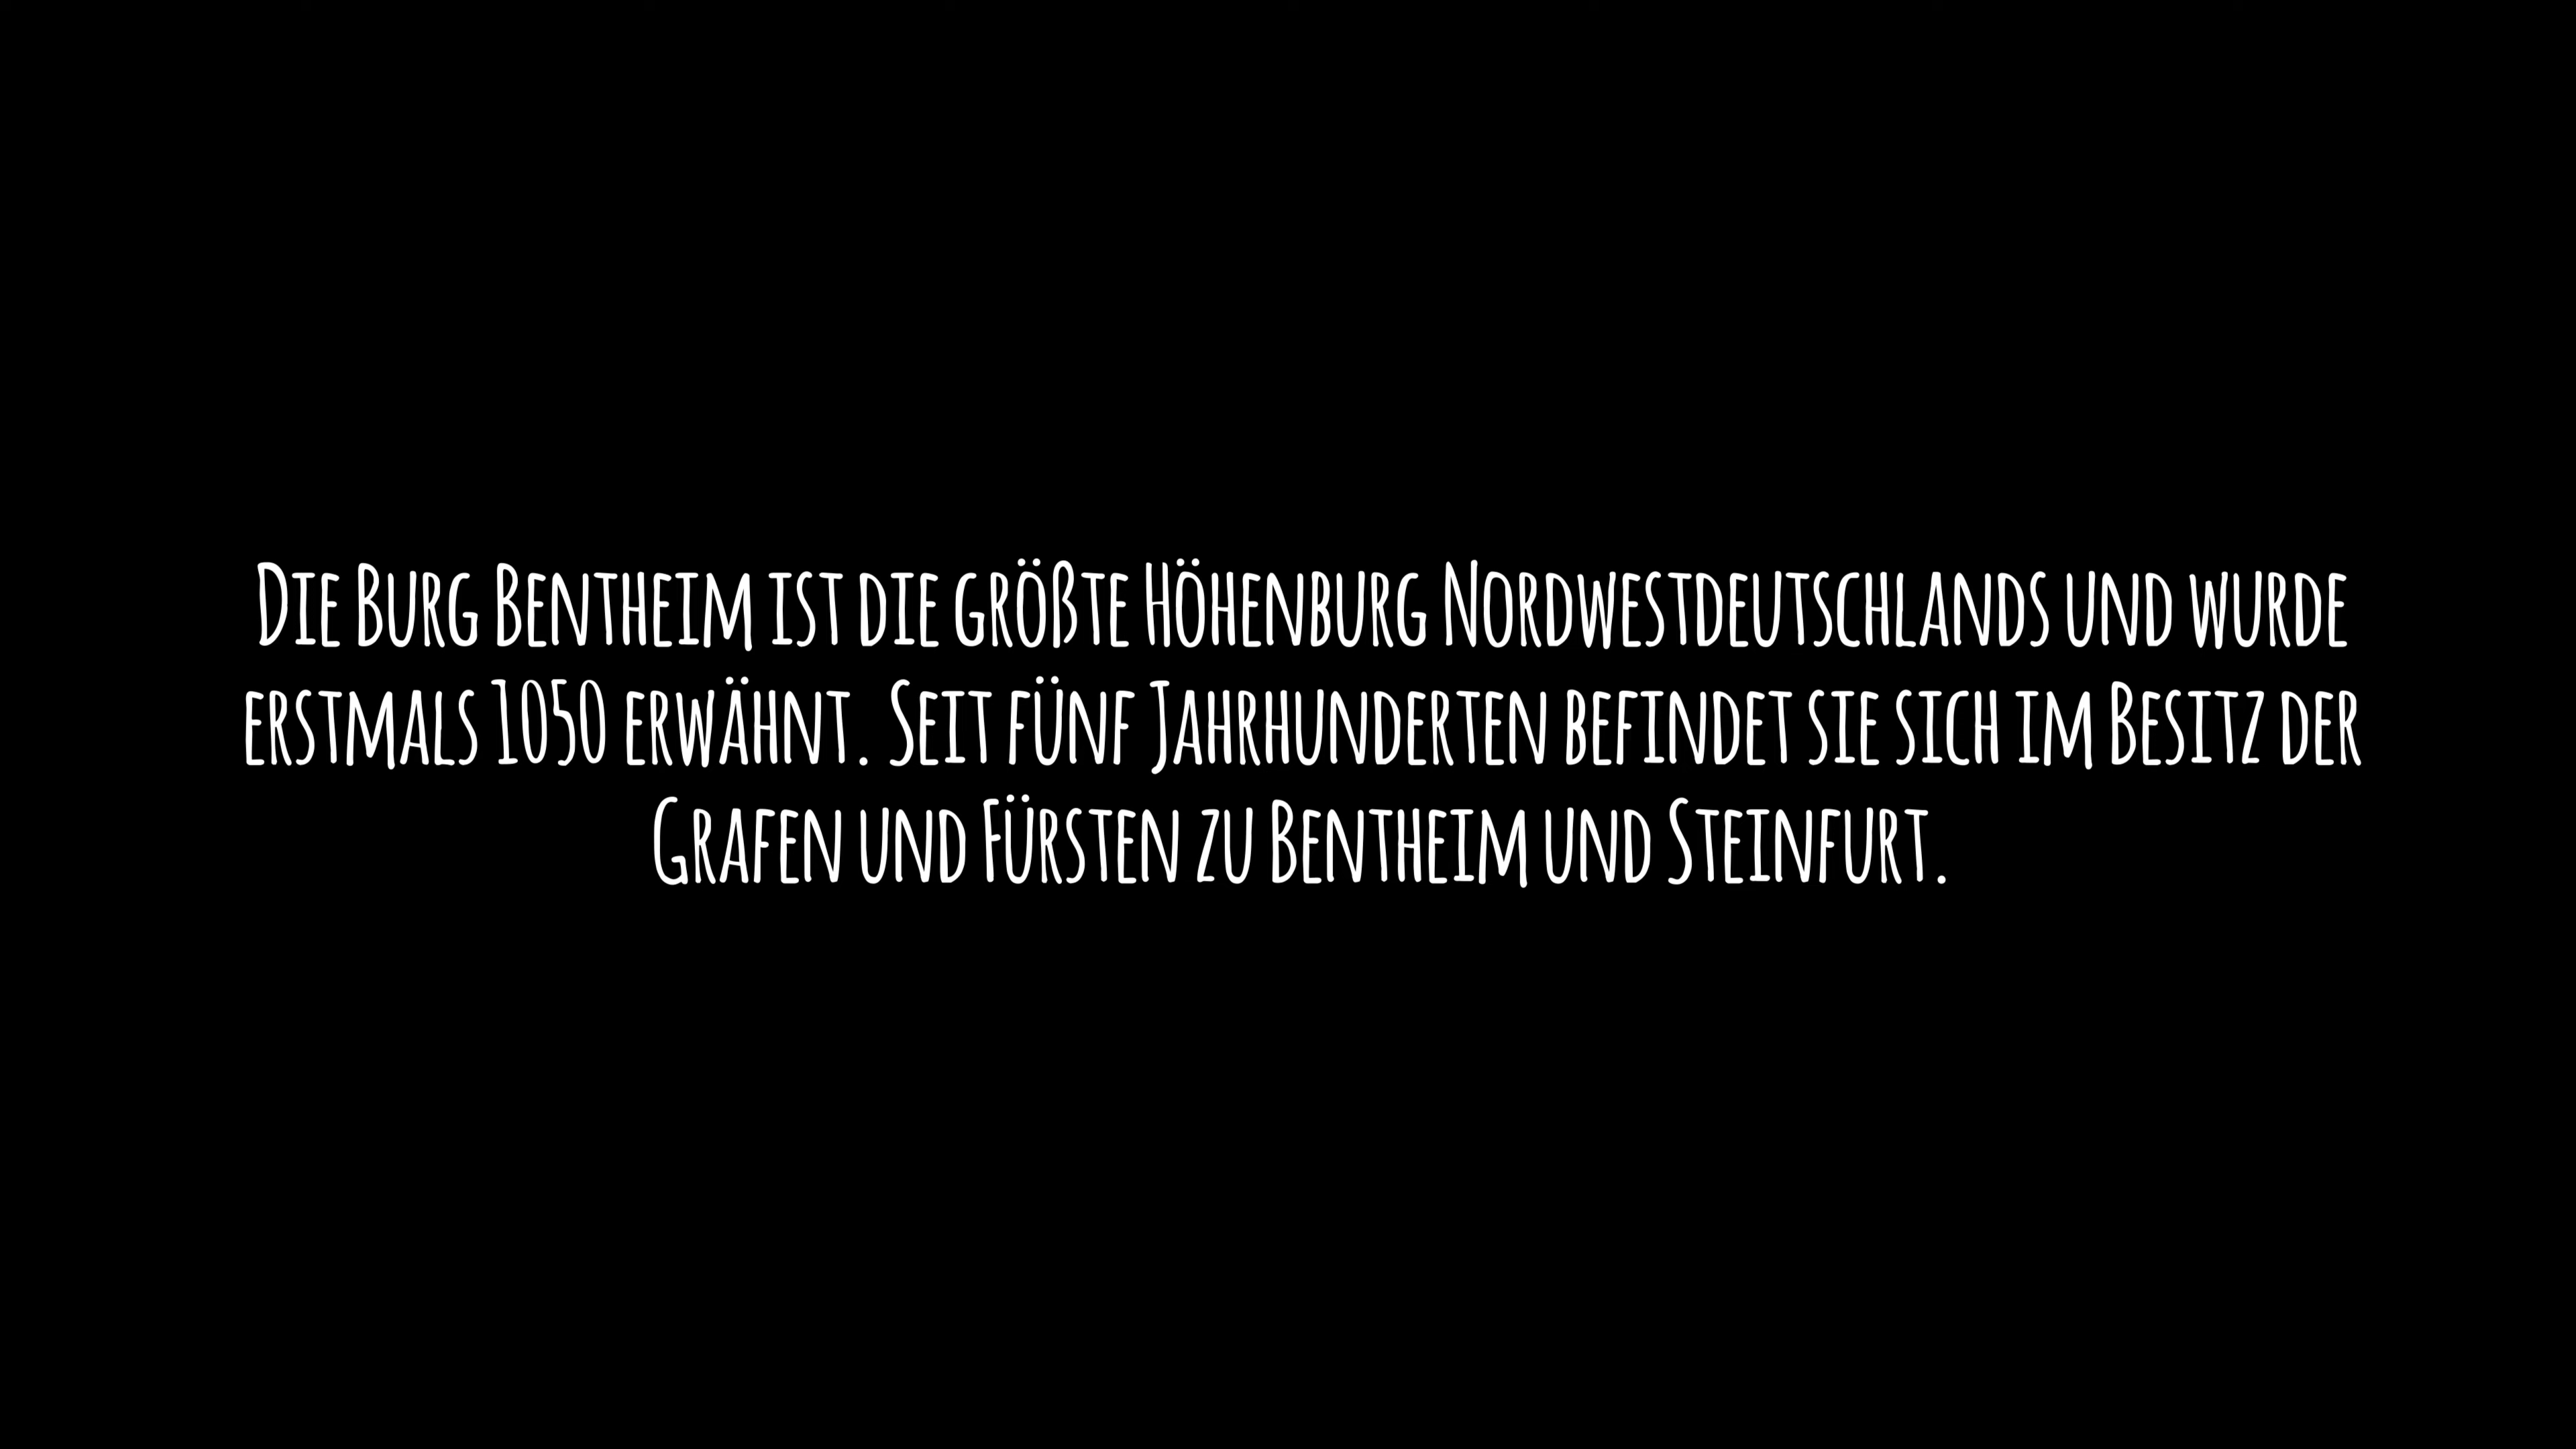 Die Burg Bentheim ist die größte Höhenburg Nordwestdeutschlands und wurde
erstmals 1050 erwähnt. Seit fünf Jahrhunderten befindet sie sich im Besitz der
Grafen und Fürsten zu Bentheim und Steinfurt.